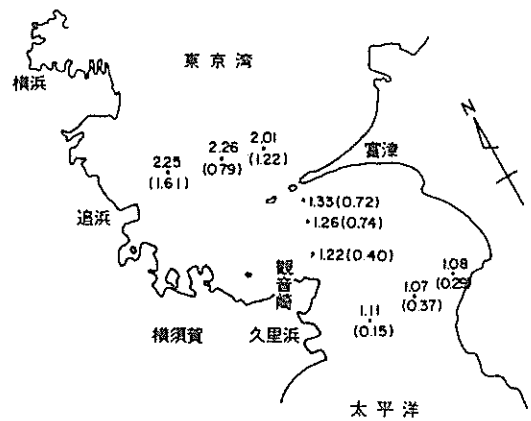 東京湾
横浜
N
2.01
(1.22)
2.26
(0.79)
2.25
(1.61)
富津
1.33(0.72)
1.26(0.74)
追浜
1.22(0.40)
観音崎
1.08
(0.29)
1.07
(0.37)
1.11
(0.15)
横須賀
久里浜
太平洋